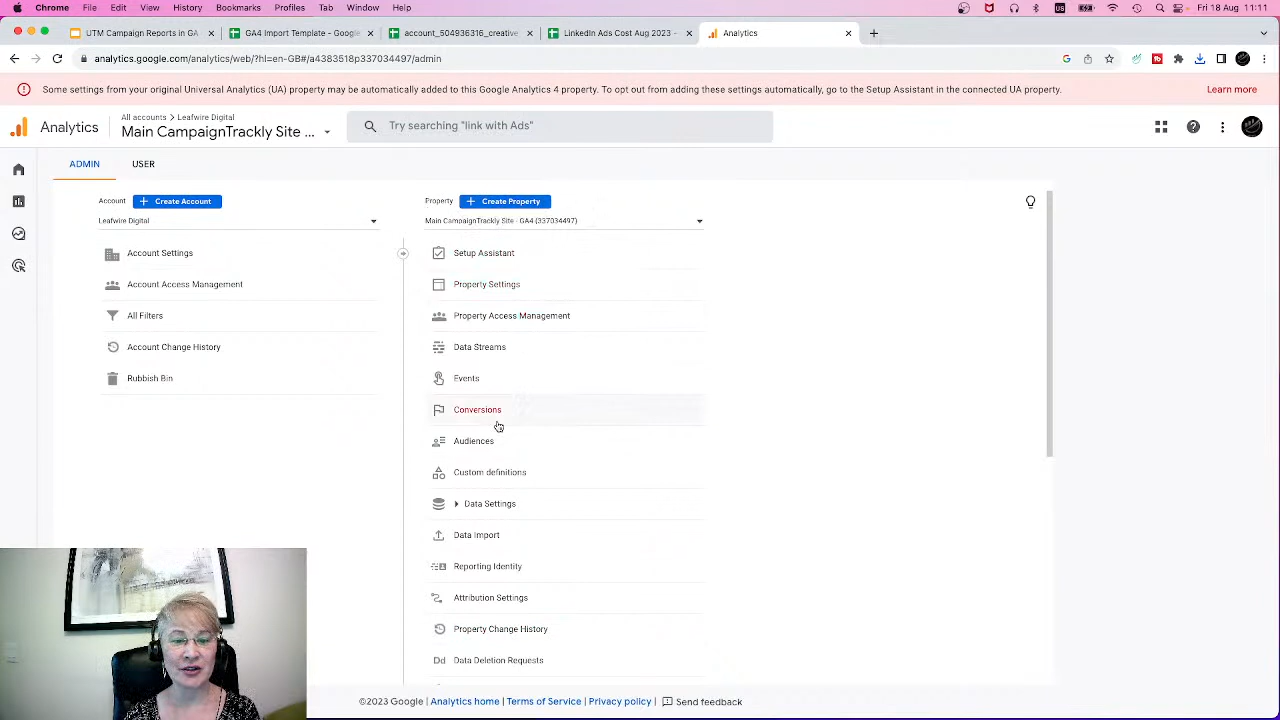 Chrome File Edit View History Bookmarks Profiles Tab Window Help Fri 18 Aug 11:11
UTM Campaign Reports in GA
GA4 Import Template - Google
account_504936316_creative
LinkedIn Ads Cost Aug 2023 -
Analytics
analytics.google.com/analytics/web/?hl=en-GB#/a4383518p337034497/admin
Some settings from your original Universal Analytics (UA) property may be automatically added to this Google Analytics 4 property. To opt out from adding these settings automatically, go to the Setup Assistant in the connected UA property. Learn more
All accounts > Leafwire Digital
Analytics
Main CampaignTrackly Site ...
Try searching "link with Ads"
ADMIN
USER
Account
Create Account
Leafwire Digital
Account Settings
Account Access Management
All Filters
Account Change History
Rubbish Bin
Property
Create Property
Main CampaignTrackly Site - GA4 (337034497)
Setup Assistant
Property Settings
Property Access Management
Data Streams
Events
Conversions
Audiences
Custom definitions
Data Settings
Data Import
Reporting Identity
Attribution Settings
Property Change History
Dd Data Deletion Requests
©2023 Google | Analytics home | Terms of Service | Privacy policy | Send feedback